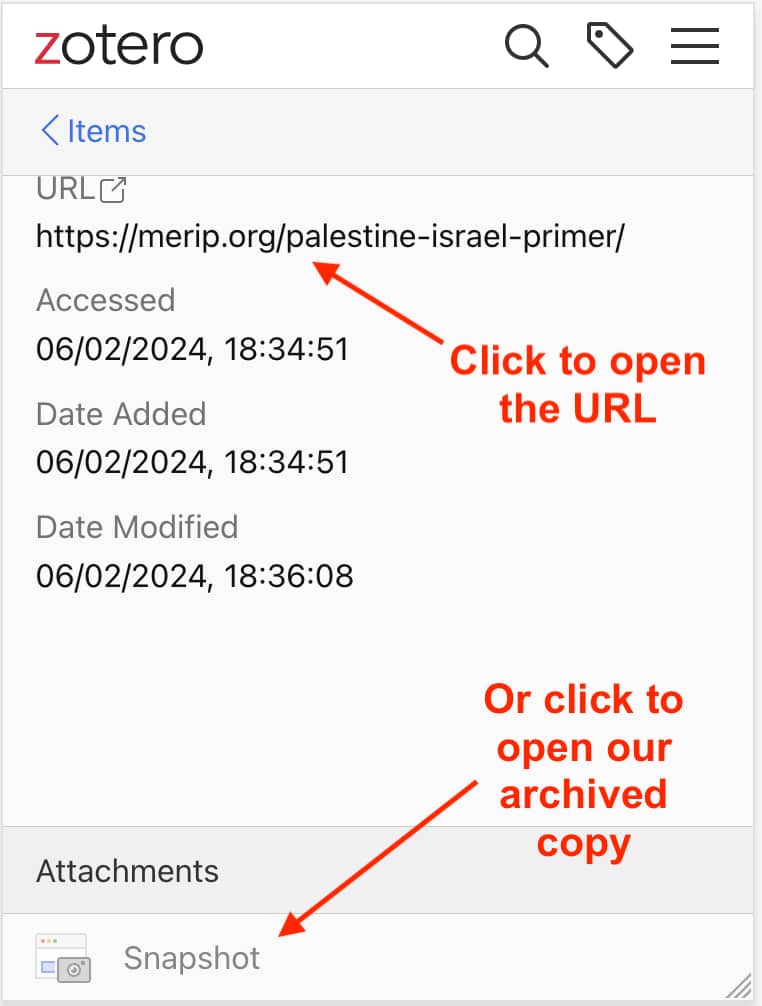 zotero
Items
URL
https://merip.org/palestine-israel-primer/
Accessed
06/02/2024, 18:34:51
Click to open
the URL
Date Added
06/02/2024, 18:34:51
Date Modified
06/02/2024, 18:36:08
Or click to
open our
archived
copy
Attachments
Snapshot